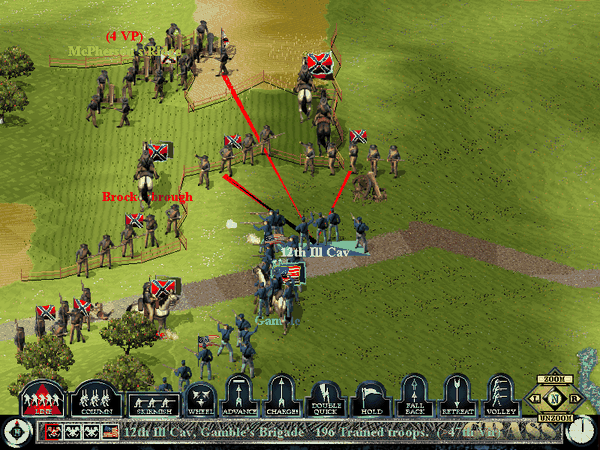 (4 VP)
McPherson's Ridge
Brockenbrough
12th Ill Cav
LINE
COLUMN
SKIRMISH
WHEEL
ADVANCE
CHARGE!
DOUBLE
QUICK
HOLD
FALL
BACK
RETREAT
VOLLEY
ZOOM
L
N
R
UNZOOM
12th Ill Cav, Gamble's Brigade 196 Trained troops.
GRASS